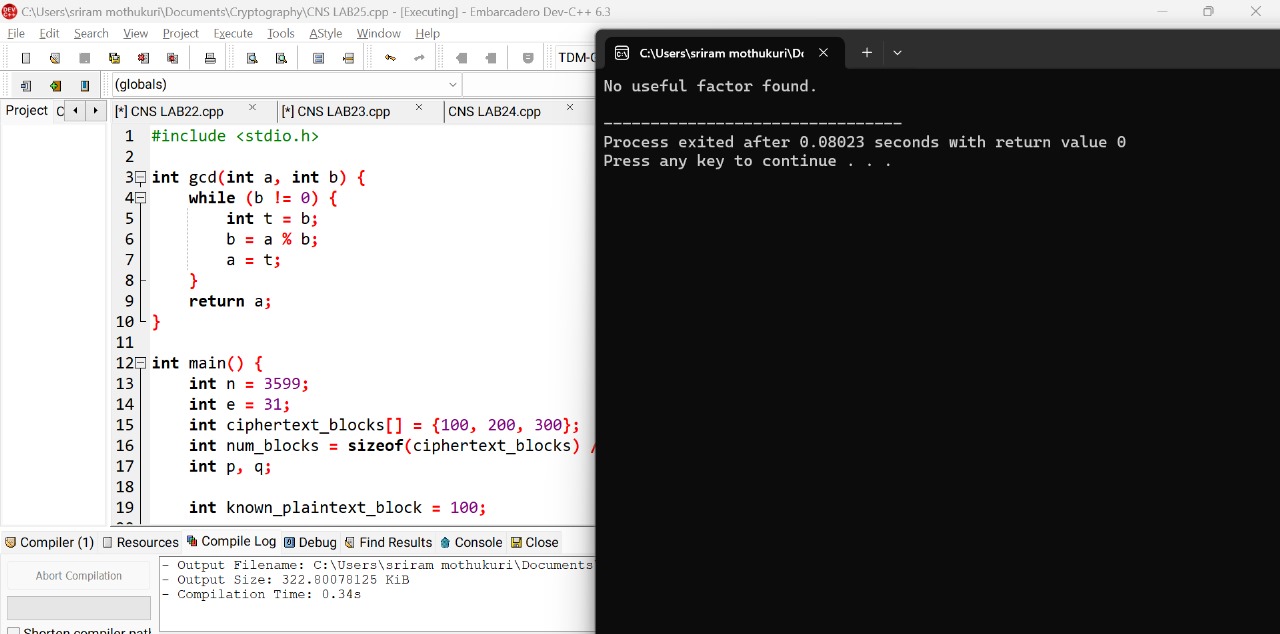 C:\Users\sriram mothukuri\Documents\Cryptography\CNS LAB25.cpp - [Executing] - Embarcadero Dev-C++ 6.3
File Edit Search View Project Execute Tools AStyle Window Help
TDM-
(globals)
Project
[*] CNS LAB22.cpp [*] CNS LAB23.cpp CNS LAB24.cpp
1 #include <stdio.h>
2
3 int gcd(int a, int b) {
4 while (b != 0) {
5 int t = b;
6 b = a % b;
7 a = t;
8 }
9 return a;
10 }
11
12 int main() {
13 int n = 3599;
14 int e = 31;
15 int ciphertext_blocks[] = {100, 200, 300};
16 int num_blocks = sizeof(ciphertext_blocks) /
17 int p, q;
18
19 int known_plaintext_block = 100;
Compiler (1) Resources Compile Log Debug Find Results Console Close
Abort Compilation
Shorten compiler
- Output Filename: C:\Users\sriram mothukuri\Documents
- Output Size: 322.80078125 KiB
- Compilation Time: 0.34s
C:\Users\sriram mothukuri\Do
No useful factor found.
--------------------------------
Process exited after 0.08023 seconds with return value 0
Press any key to continue . . .